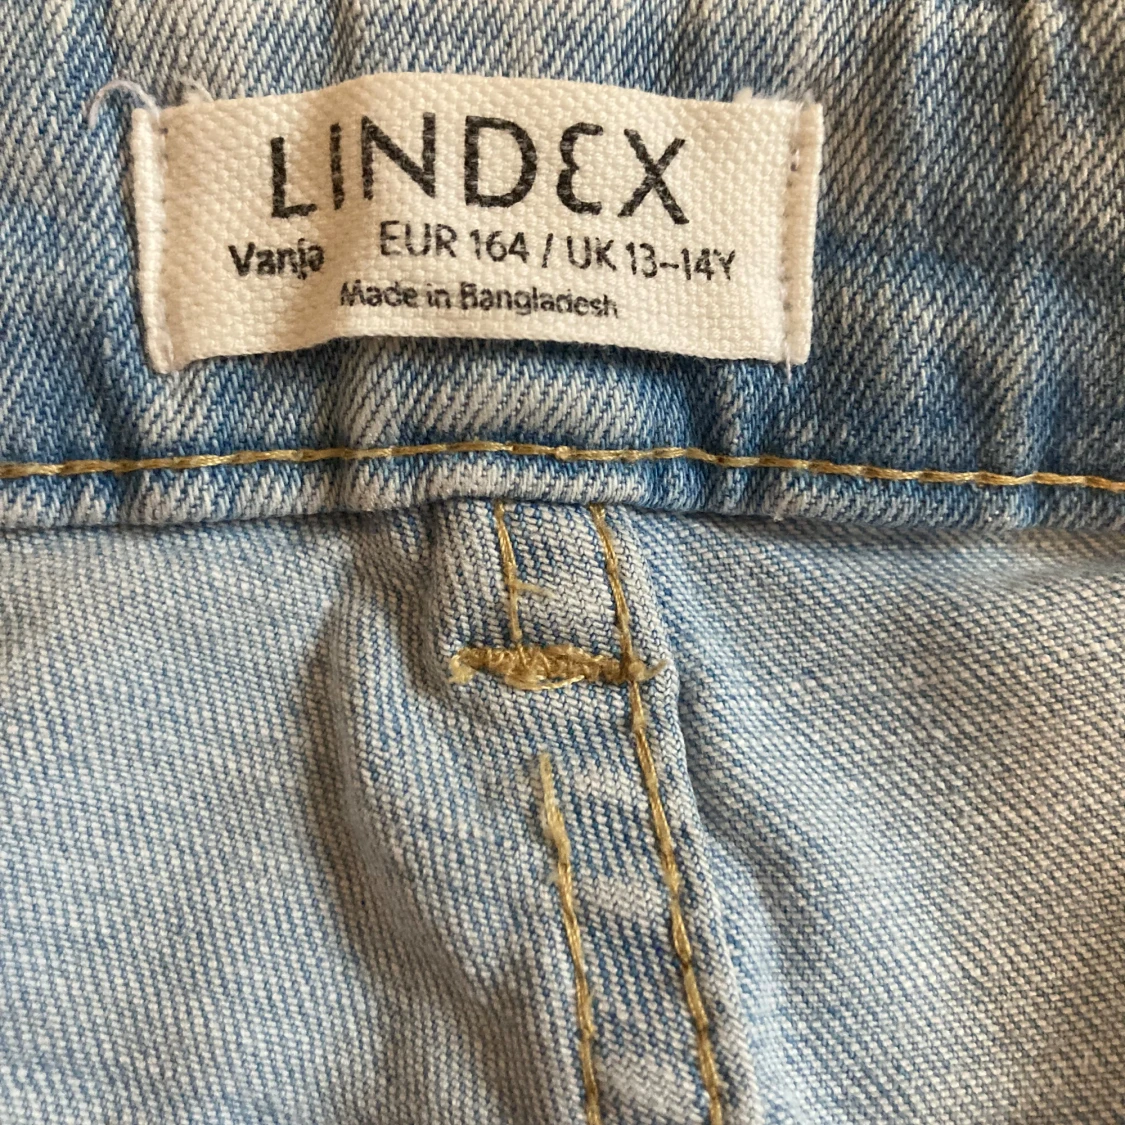 LINDEX
Vanja EUR 164 / UK 13-14Y
Made in Bangladesh